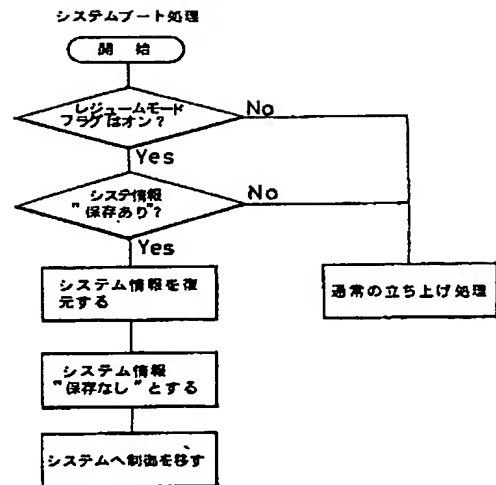 システムブート処理
開 始
レジュームモード
フラグはオン?
No
Yes
システ情報
"保存あり"?
No
Yes
システム情報を復
元する
通常の立ち上げ処理
システム情報
"保存なし"とする
システムへ制御を移す